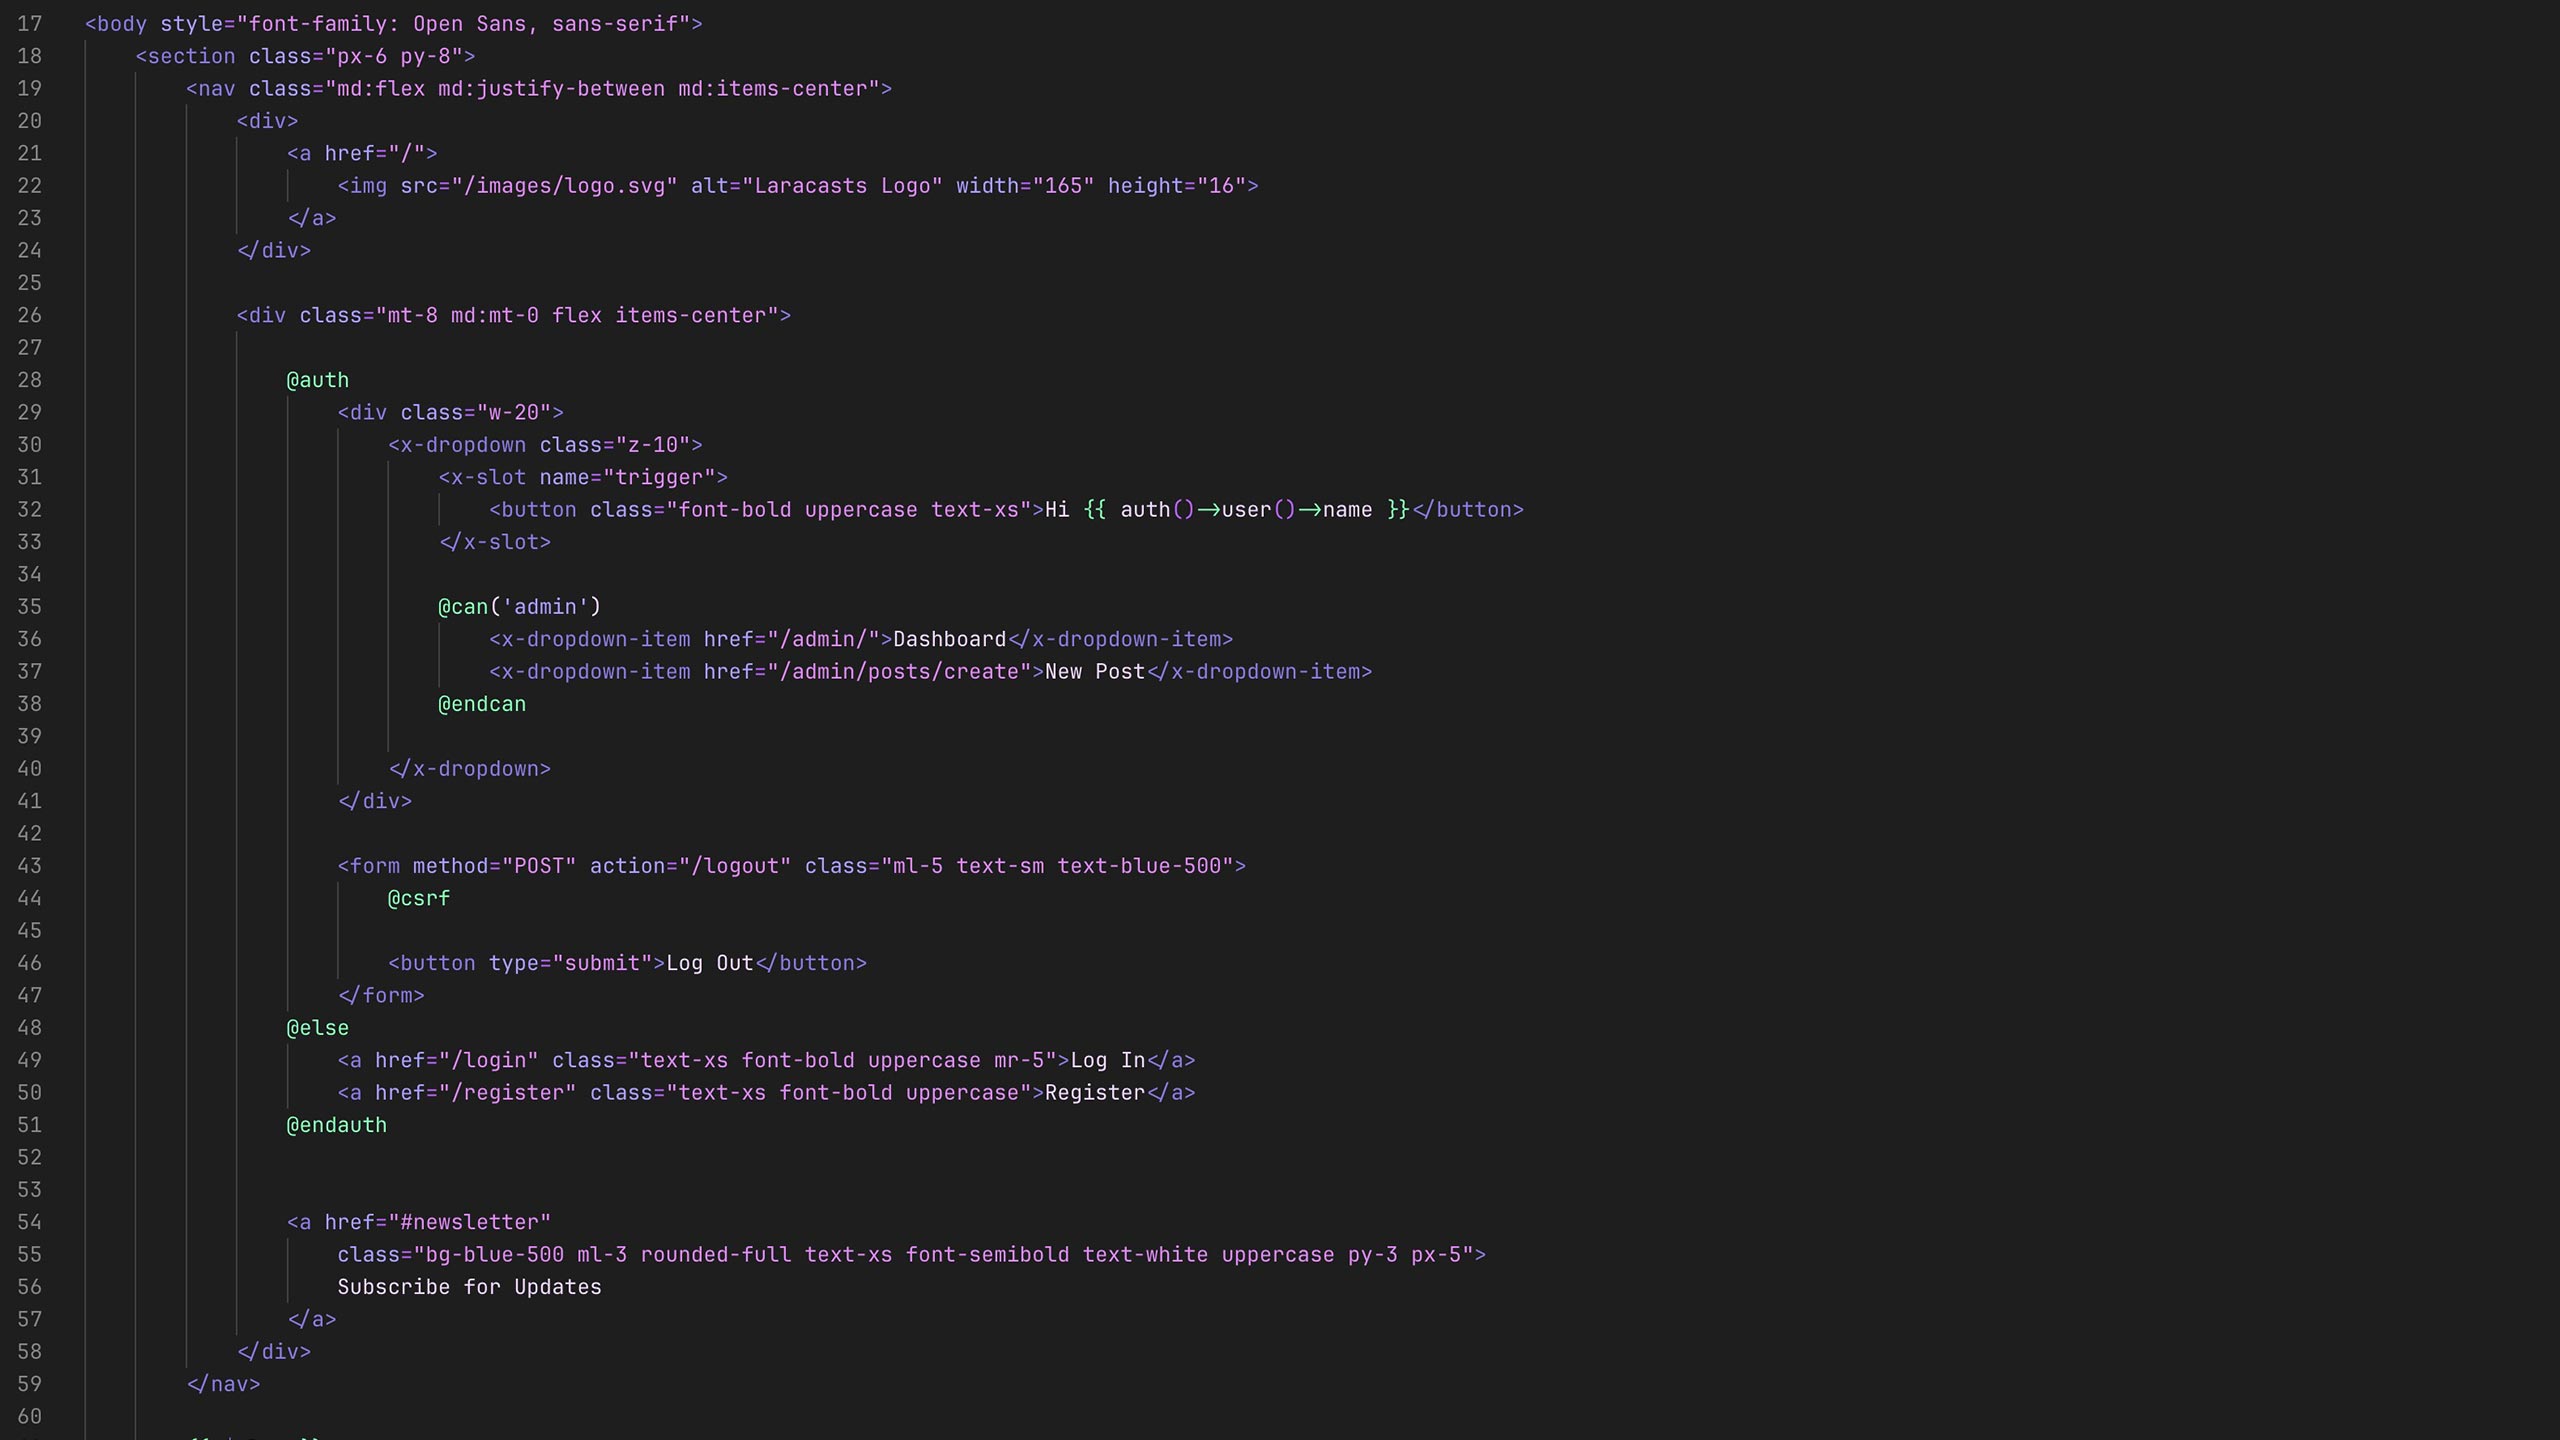 17 <body style="font-family: Open Sans, sans-serif">
18 <section class="px-6 py-8">
19 <nav class="md:flex md:justify-between md:items-center">
20 <div>
21 <a href="/">
22 <img src="/images/logo.svg" alt="Laracasts Logo" width="165" height="16">
23 </a>
24 </div>
25
26 <div class="mt-8 md:mt-0 flex items-center">
27
28 @auth
29 <div class="w-20">
30 <x-dropdown class="z-10">
31 <x-slot name="trigger">
32 <button class="font-bold uppercase text-xs">Hi {{ auth()->user()->name }}</button>
33 </x-slot>
34
35 @can('admin')
36 <x-dropdown-item href="/admin/">Dashboard</x-dropdown-item>
37 <x-dropdown-item href="/admin/posts/create">New Post</x-dropdown-item>
38 @endcan
39
40 </x-dropdown>
41 </div>
42
43 <form method="POST" action="/logout" class="ml-5 text-sm text-blue-500">
44 @csrf
45
46 <button type="submit">Log Out</button>
47 </form>
48 @else
49 <a href="/login" class="text-xs font-bold uppercase mr-5">Log In</a>
50 <a href="/register" class="text-xs font-bold uppercase">Register</a>
51 @endauth
52
53
54 <a href="#newsletter"
55 class="bg-blue-500 ml-3 rounded-full text-xs font-semibold text-white uppercase py-3 px-5">
56 Subscribe for Updates
57 </a>
58 </div>
59 </nav>
60